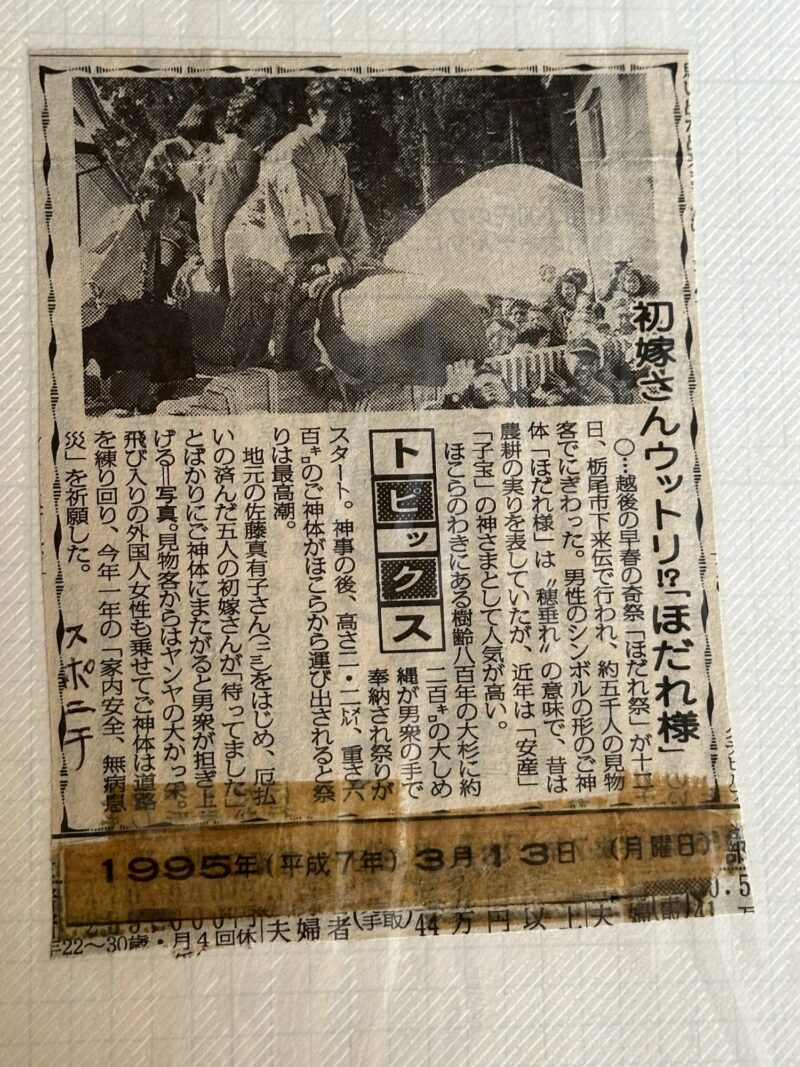 初嫁さんウットリ!?「ほだれ様」
〇…越後の早春の奇祭「ほだれ祭」が十二
日、栃尾市下来伝で行われ、約五千人の見物
客でにぎわった。男性のシンボルの形のご神
体「ほだれ様」は〝穂垂れ〟の意味で、昔は
農耕の実りを表していたが、近年は「安産」
「子宝」の神さまとして人気が高い。
ほこらのわきにある樹齢八百年の大杉に約
トピックス
二百㌔の大しめ
縄が男衆の手で
奉納され祭りが
スタート。神事の後、高さ二・二㍍、重さ六
百㌔のご神体がほこらから運び出されると祭
りは最高潮。
地元の佐藤真有子さん(二三)をはじめ、厄払
いの済んだ五人の初嫁さんが「待ってました」
とばかりにご神体にまたがると男衆が担ぎ上
げる=写真。見物客からはヤンヤの大かっ采。
飛び入りの外国人女性も乗せてご神体は道路
を練り回り、今年一年の「家内安全、無病息
災」を祈願した。
スポニチ
1995年(平成7年) 3月13日 (月曜日)
22〜30歳・月4回休 夫婦者(手取)44万円以上